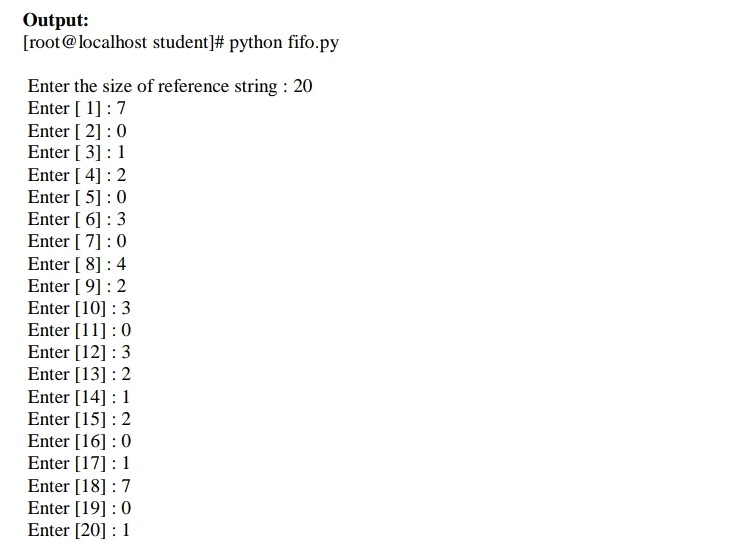 Output:
[root@localhost student]# python fifo.py
Enter the size of reference string : 20
Enter [ 1] : 7
Enter [ 2] : 0
Enter [ 3] : 1
Enter [ 4] : 2
Enter [ 5] : 0
Enter [ 6] : 3
Enter [ 7] : 0
Enter [ 8] : 4
Enter [ 9] : 2
Enter [10] : 3
Enter [11] : 0
Enter [12] : 3
Enter [13] : 2
Enter [14] : 1
Enter [15] : 2
Enter [16] : 0
Enter [17] : 1
Enter [18] : 7
Enter [19] : 0
Enter [20] : 1